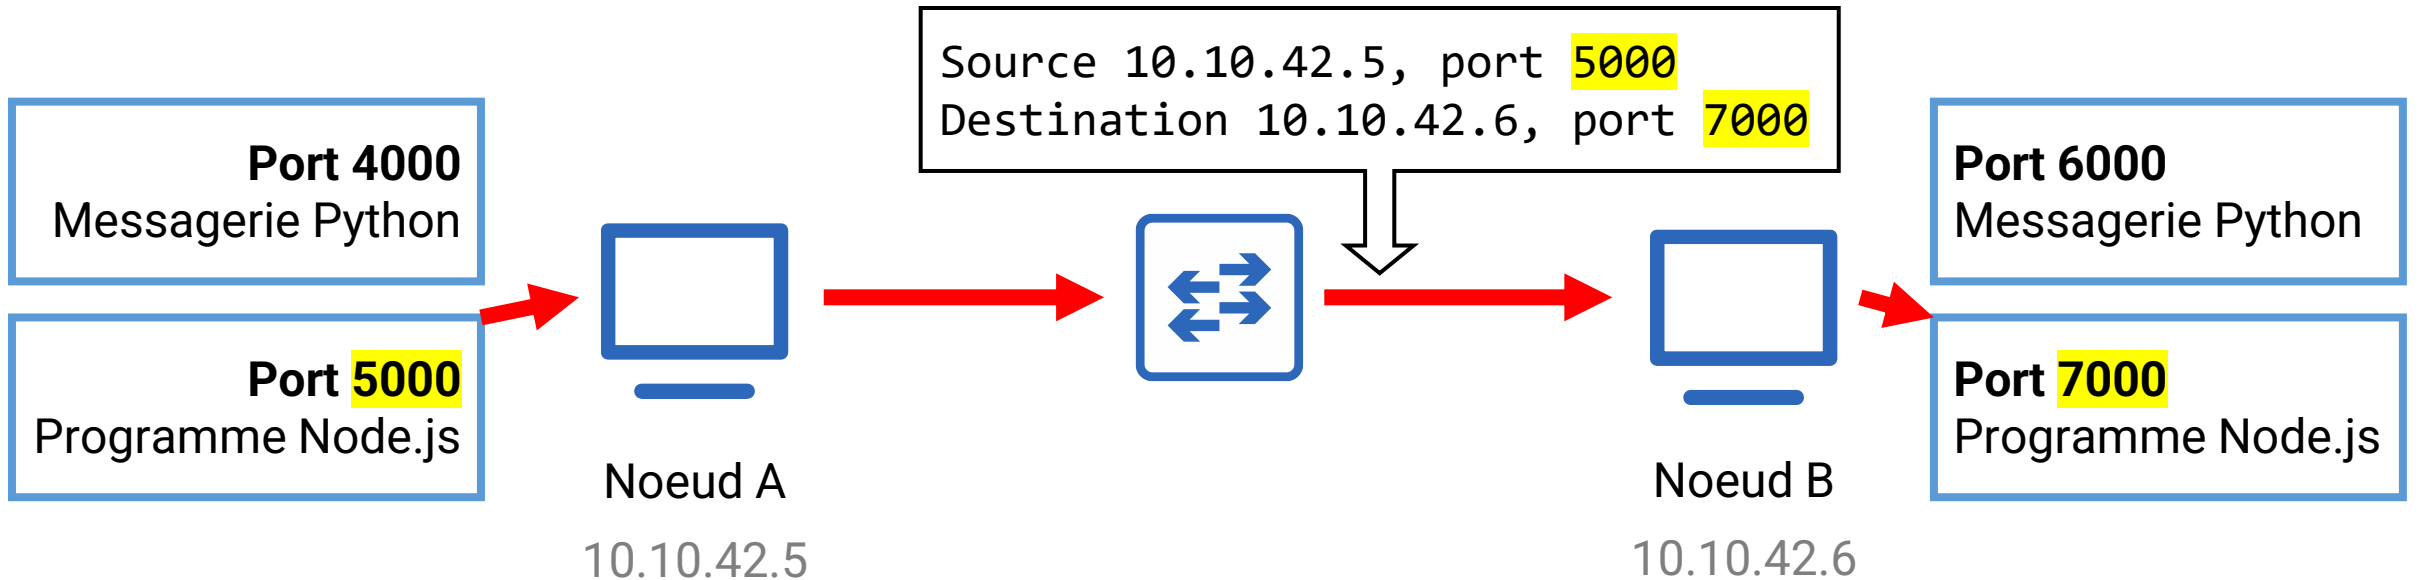 Source 10.10.42.5, port 5000
Destination 10.10.42.6, port 7000
Port 4000
Messagerie Python
Port 5000
Programme Node.js
Noeud A
10.10.42.5
Noeud B
10.10.42.6
Port 6000
Messagerie Python
Port 7000
Programme Node.js